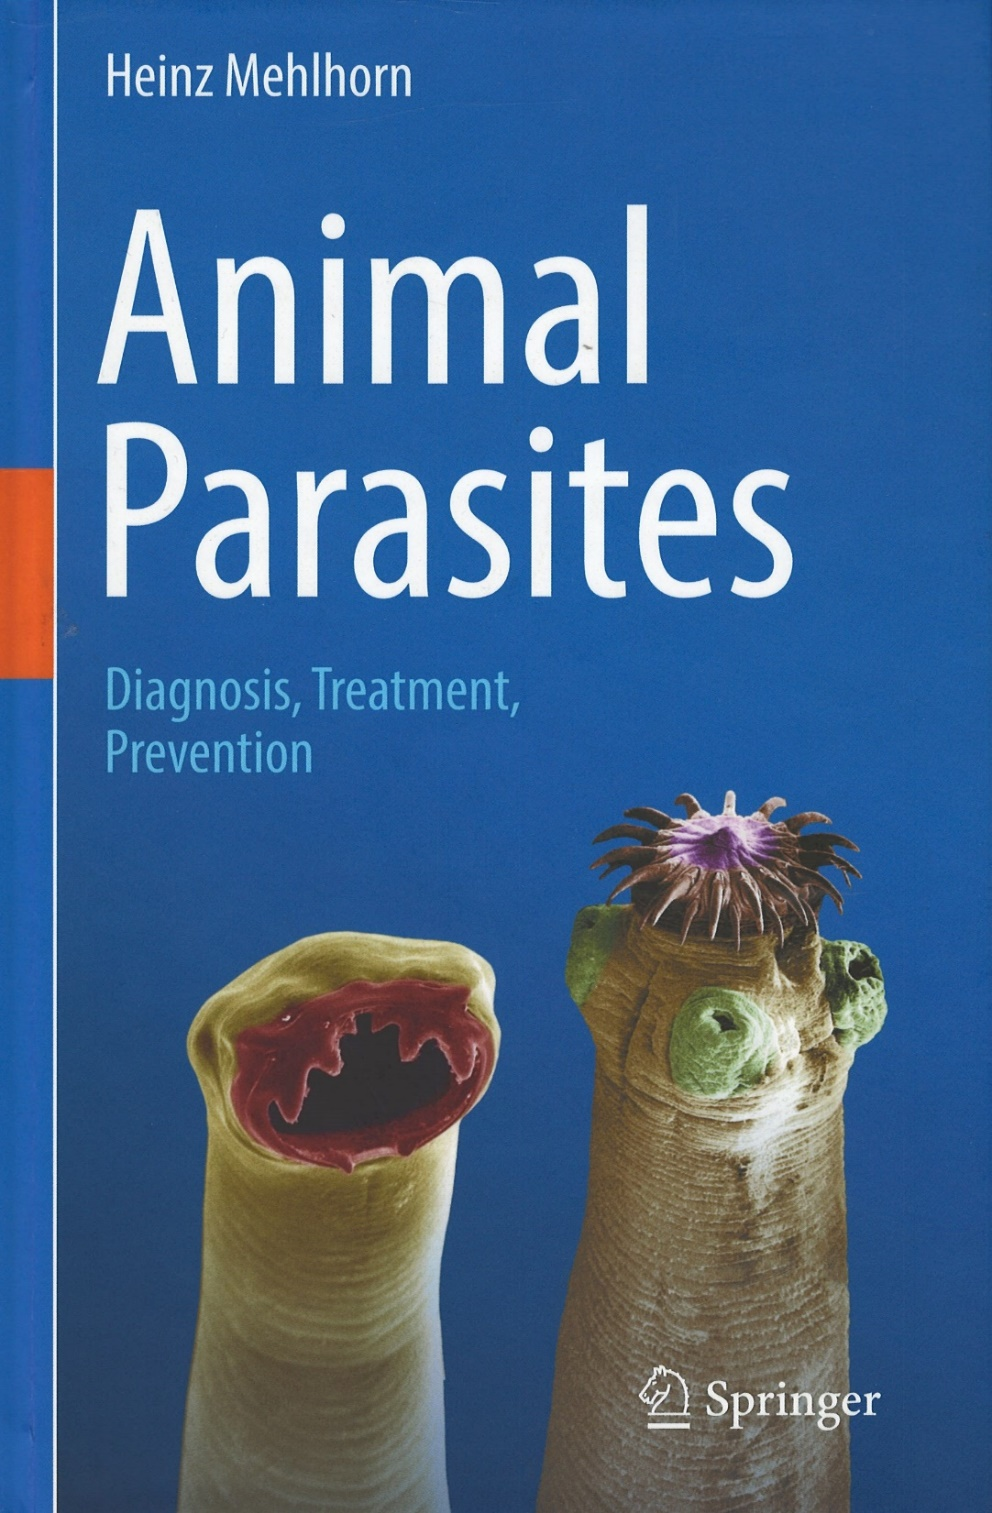 Heinz Mehlhorn
Animal
Parasites
Diagnosis, Treatment,
Prevention
Springer